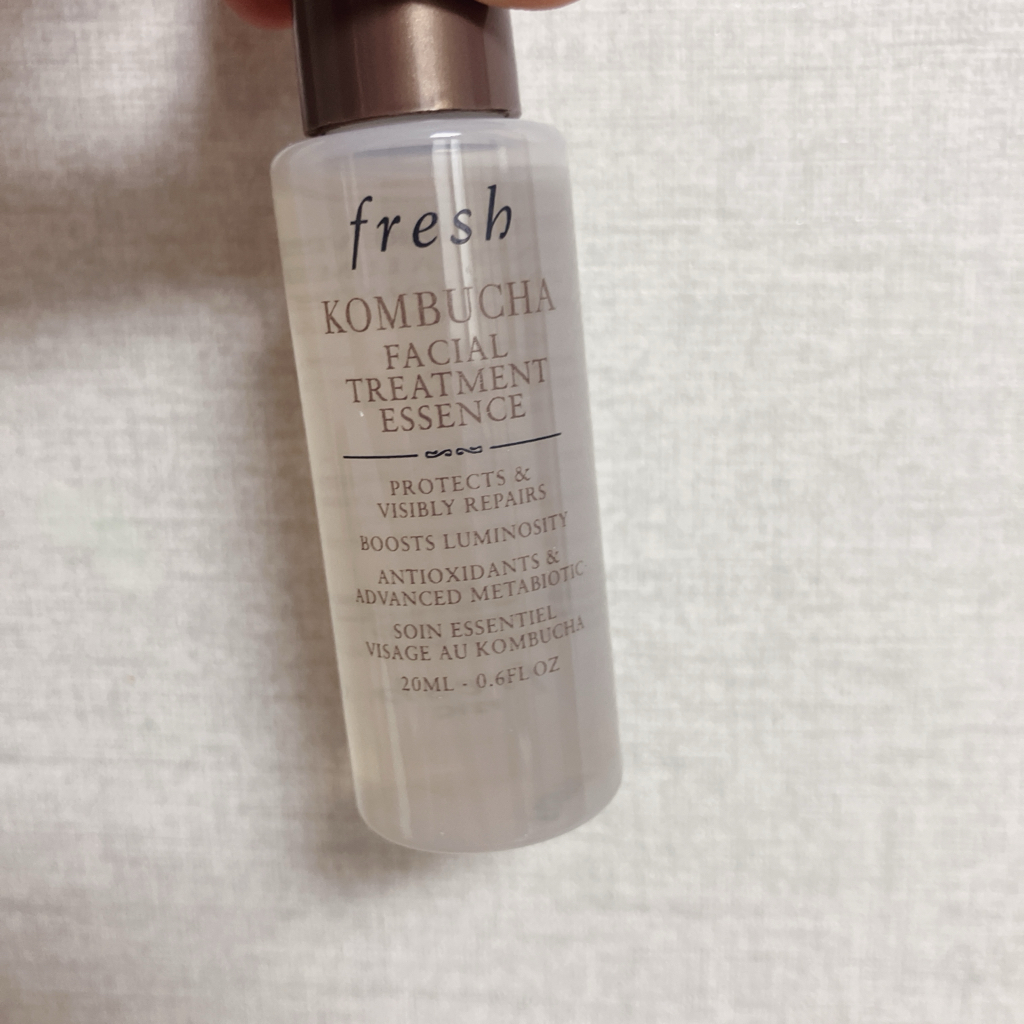 fresh
KOMBUCHA
FACIAL
TREATMENT
ESSENCE
PROTECTS &
VISIBLY REPAIRS
BOOSTS LUMINOSITY
ANTIOXIDANTS &
ADVANCED METABIOTIC
SOIN ESSENTIEL
VISAGE AU KOMBUCHA
20ML - 0.6FL OZ